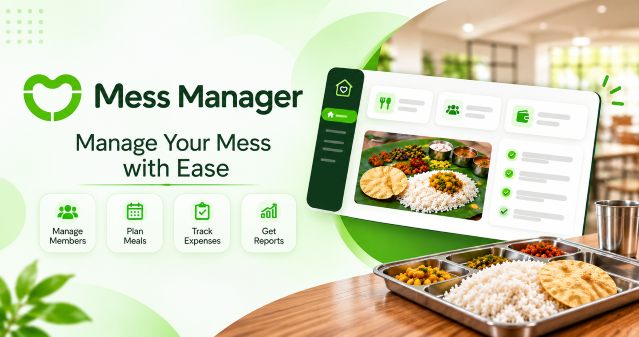 Mess Manager
Manage Your Mess
with Ease
Manage
Members
Plan
Meals
Track
Expenses
Get
Reports